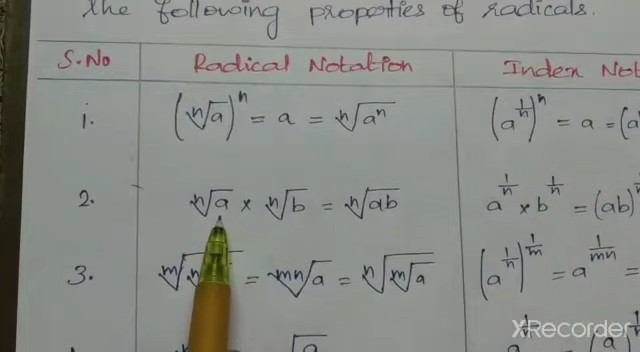 the following properties of radicals.
S.No Radical Notation Index Not
1. (ⁿ√a)ⁿ = a = ⁿ√aⁿ (a^(1/n))ⁿ = a = (a
2. ⁿ√a × ⁿ√b = ⁿ√ab a^(1/n) × b^(1/n) = (ab)
3. = ᵐⁿ√a = ⁿ√ᵐ√a (a^(1/n))^(1/m) = a^(1/mn) =
XRecorder